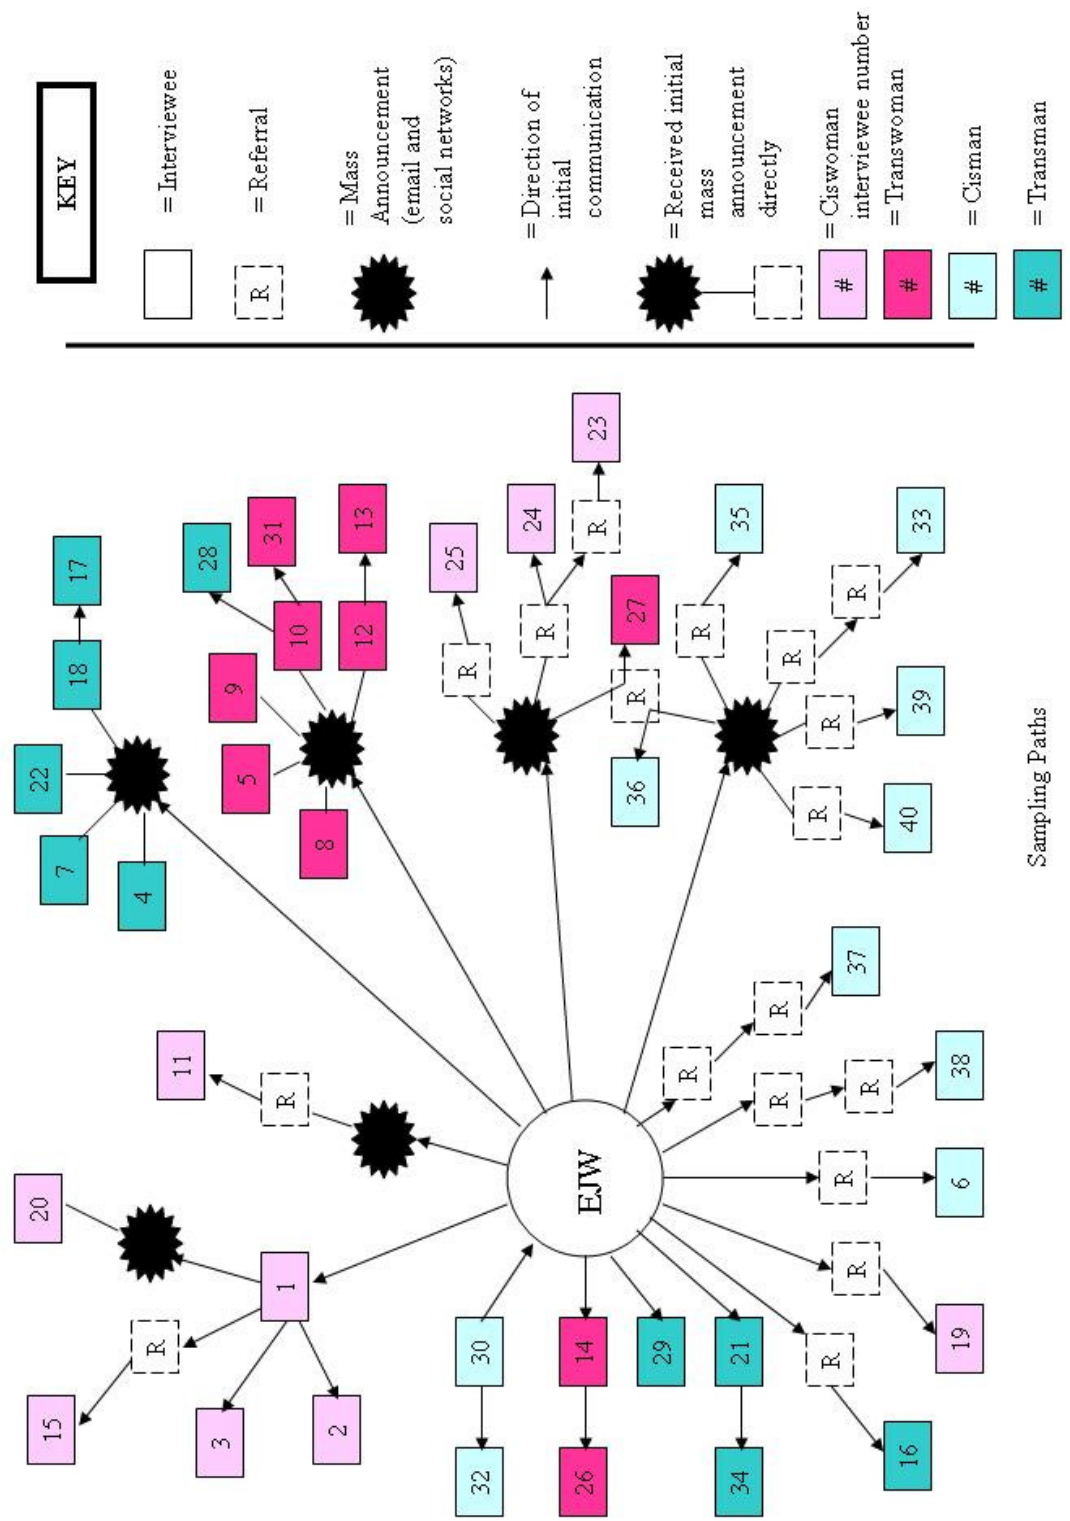 20
22
15
7
17
18
4
R
11
28
3
9
5
31
1
R
10
2
8
12
13
25
R
30
32
24
R
EJW
14
26
23
R
27
R
36
29
R
R
35
21
34
R
R
R
R
R
R
37
R
R
R
R
R
40
16
39
33
19
6
38
Sampling Paths
KEY
= Interviewee
R
= Referral
= Mass
Announcement
(email and
social networks)
= Direction of
initial
communication
= Received initial
mass
announcement
directly
# = Ciswoman
interviewee number
# = Transwoman
# = Cisman
# = Transman
13